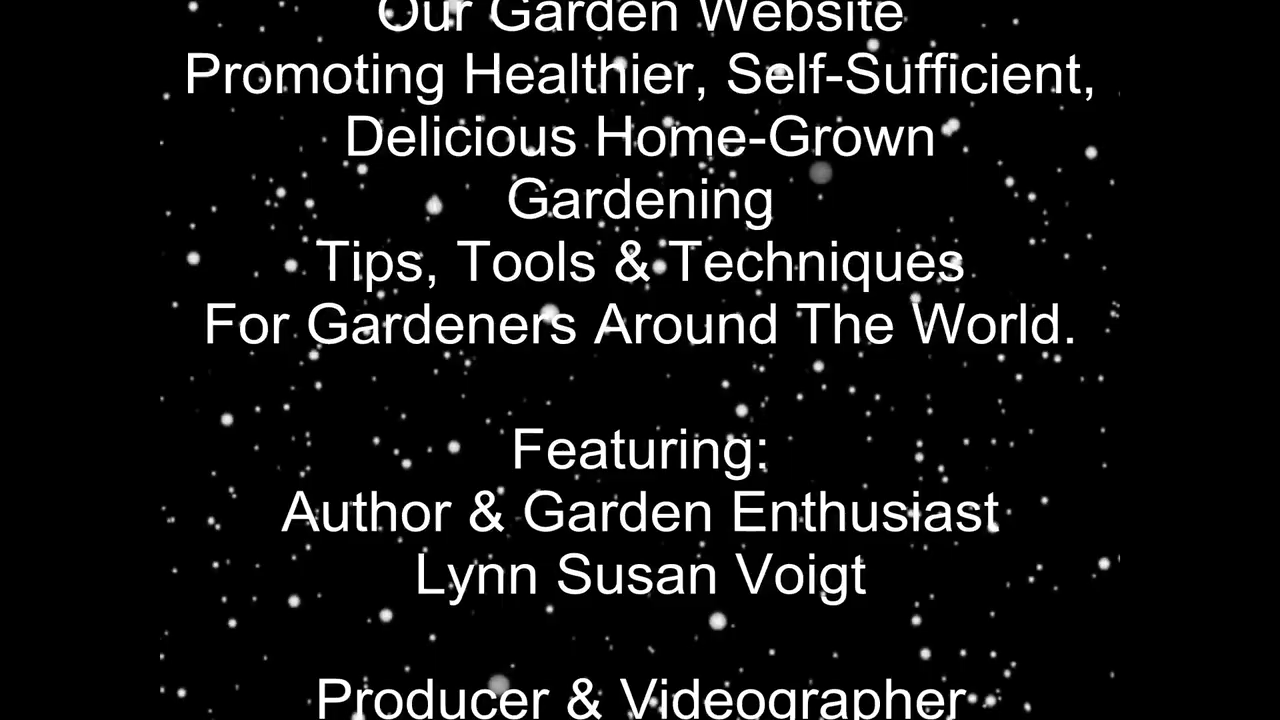 Our Garden Website
Promoting Healthier, Self-Sufficient,
Delicious Home-Grown
Gardening
Tips, Tools & Techniques
For Gardeners Around The World.
Featuring:
Author & Garden Enthusiast
Lynn Susan Voigt
Producer & Videographer